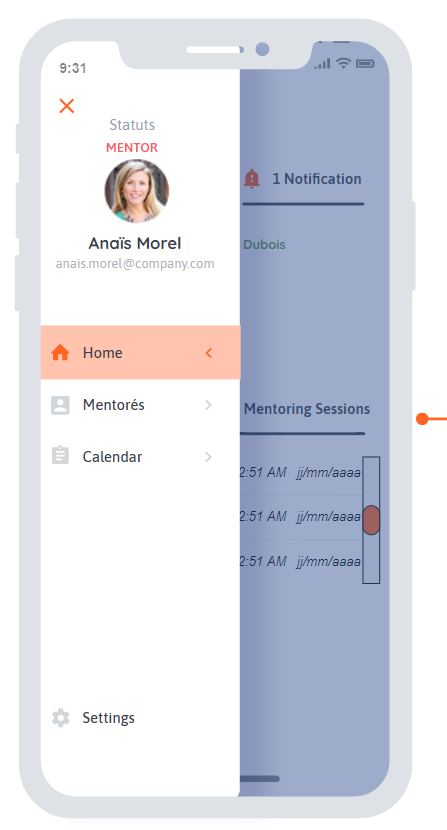 9:31
Statuts
MENTOR
Anaïs Morel
anais.morel@company.com
1 Notification
Dubois
Home
Mentorés
Calendar
Mentoring Sessions
2:51 AM jj/mm/aaaa
2:51 AM jj/mm/aaaa
2:51 AM jj/mm/aaaa
Settings